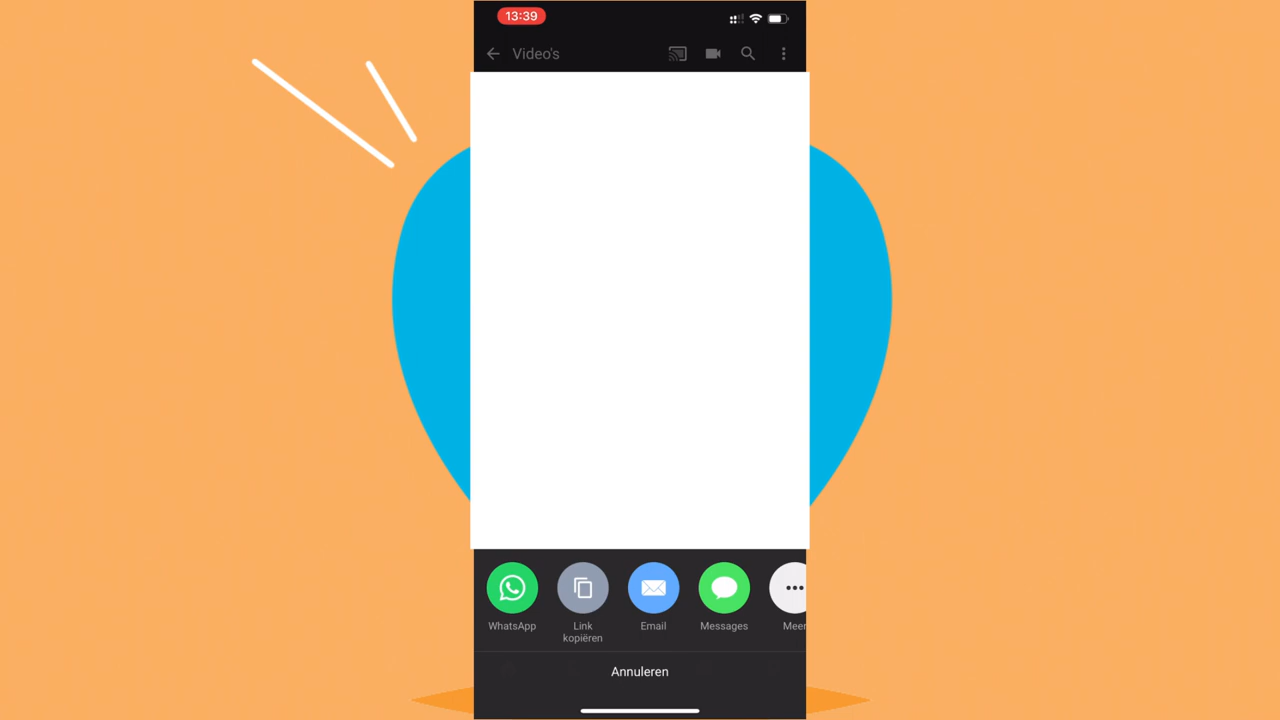 13:39
Video's
WhatsApp
Link
kopiëren
Email
Messages
Meer
Annuleren